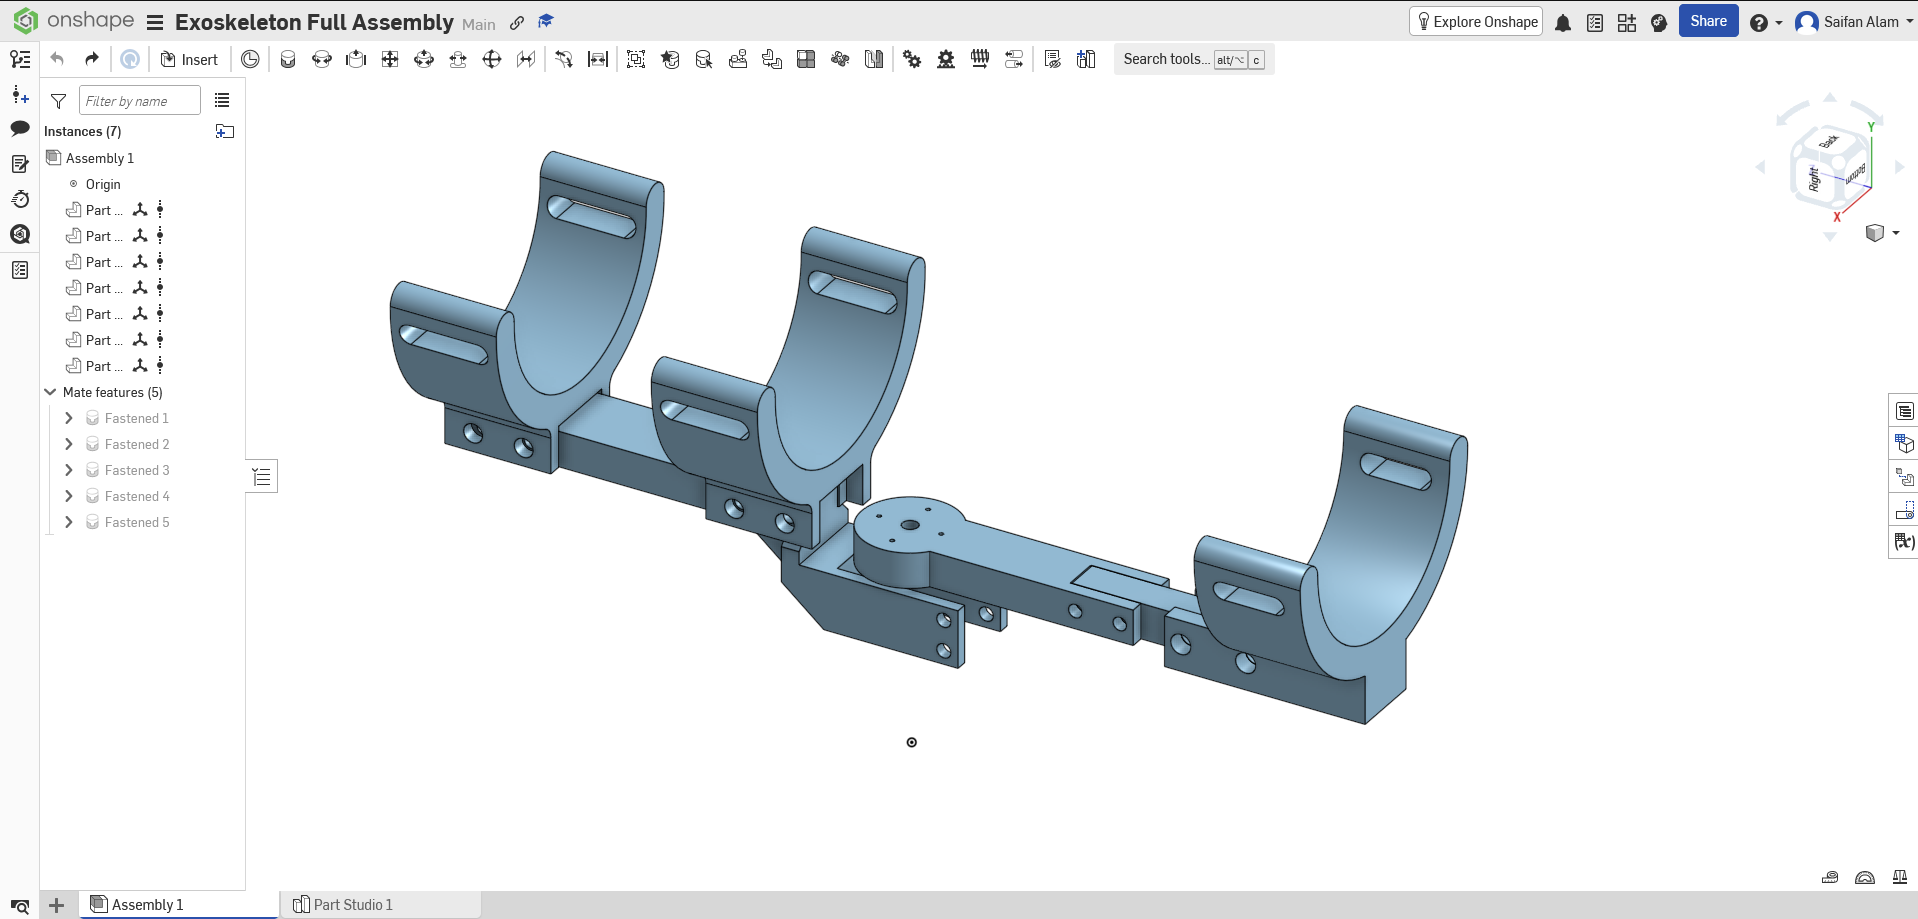 onshape
Exoskeleton Full Assembly
Main
Explore Onshape
Share
Saifan Alam
Insert
Search tools... alt/⌥ c
Filter by name
Instances (7)
Assembly 1
Origin
Part ...
Part ...
Part ...
Part ...
Part ...
Part ...
Part ...
Mate features (5)
Fastened 1
Fastened 2
Fastened 3
Fastened 4
Fastened 5
Y
Back
Right
Bottom
X
(x)
Assembly 1
Part Studio 1